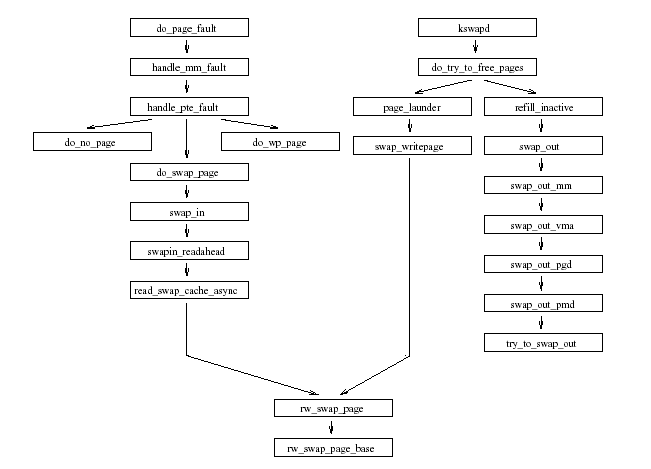 do_page_fault
kswapd
handle_mm_fault
do_try_to_free_pages
handle_pte_fault
page_launder
refill_inactive
do_no_page
do_wp_page
swap_writepage
swap_out
do_swap_page
swap_out_mm
swap_in
swap_out_vma
swapin_readahead
swap_out_pgd
read_swap_cache_async
swap_out_pmd
try_to_swap_out
rw_swap_page
rw_swap_page_base